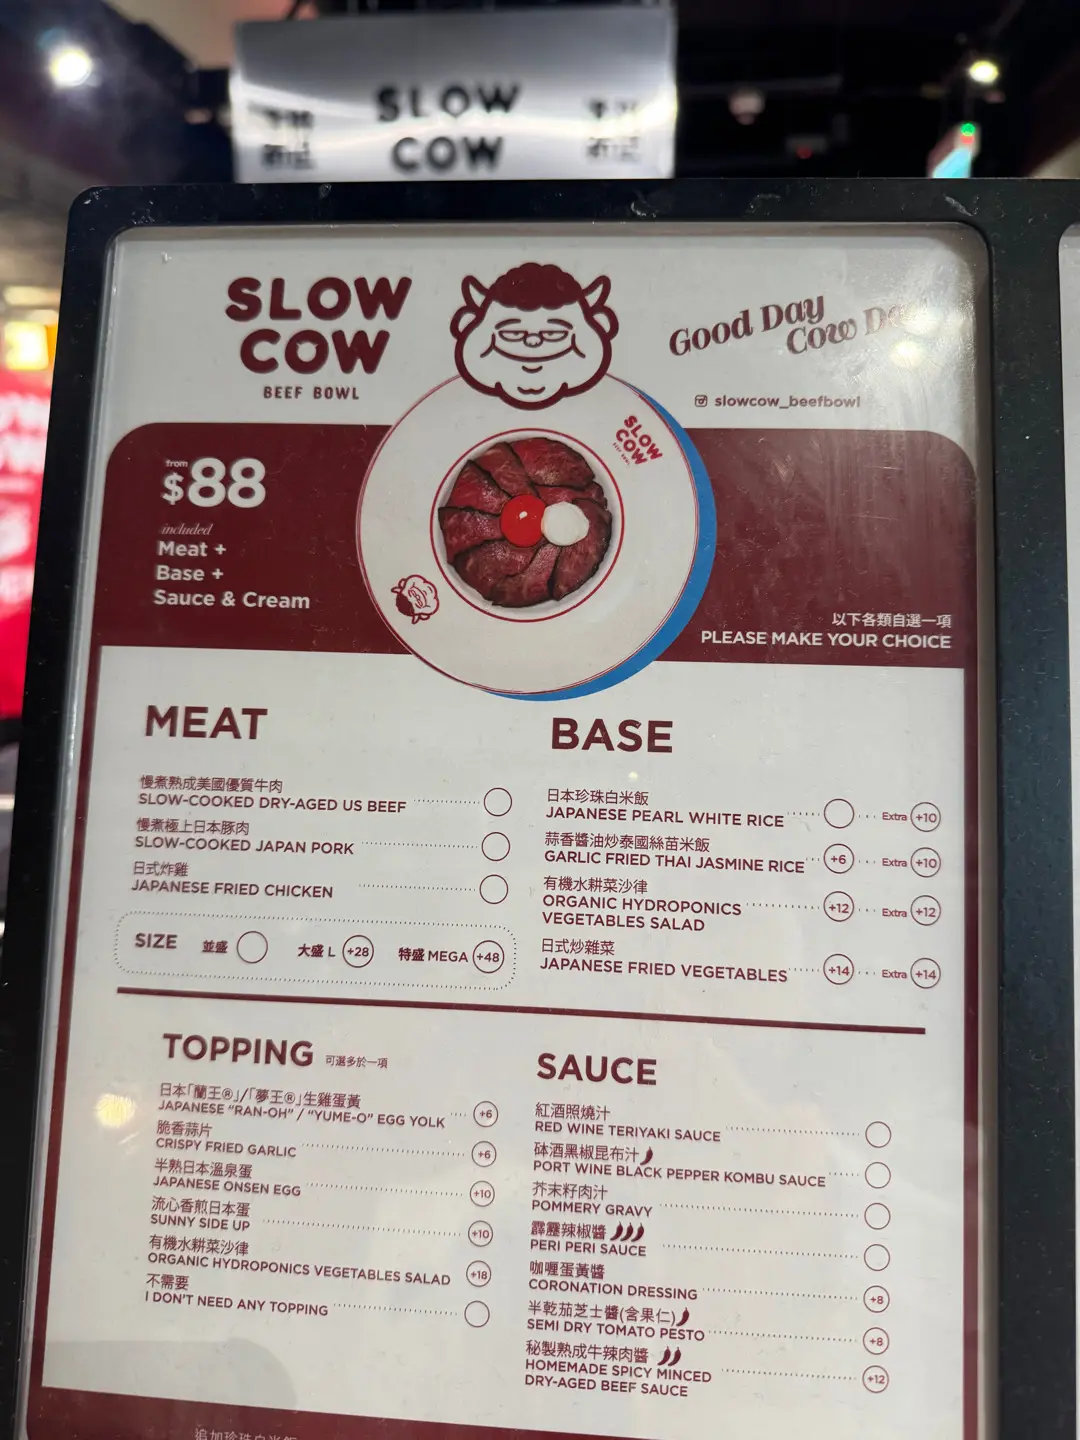 SLOW
COW
SLOW
COW
BEEF BOWL
Good Day
Cow
slowcow_beefbowl
SLOW
COW
from
$88
included
Meat +
Base +
Sauce & Cream
以下各類自選一項
PLEASE MAKE YOUR CHOICE
MEAT
慢煮熟成美國優質牛肉
SLOW-COOKED DRY-AGED US BEEF
慢煮極上日本豚肉
SLOW-COOKED JAPAN PORK
日式炸雞
JAPANESE FRIED CHICKEN
SIZE 並盛 大盛 L +28 特盛 MEGA +48
BASE
日本珍珠白米飯
JAPANESE PEARL WHITE RICE Extra +10
蒜香醬油炒泰國絲苗米飯
GARLIC FRIED THAI JASMINE RICE +6 Extra +10
有機水耕菜沙律
ORGANIC HYDROPONICS +12 Extra +12
VEGETABLES SALAD
日式炒雜菜
JAPANESE FRIED VEGETABLES +14 Extra +14
TOPPING 可選多於一項
日本「蘭王®」/「夢王®」生雞蛋黃
JAPANESE "RAN-OH" / "YUME-O" EGG YOLK +6
脆香蒜片
CRISPY FRIED GARLIC +6
半熟日本溫泉蛋
JAPANESE ONSEN EGG +10
流心香煎日本蛋
SUNNY SIDE UP +10
有機水耕菜沙律
ORGANIC HYDROPONICS VEGETABLES SALAD +18
不需要
I DON'T NEED ANY TOPPING
SAUCE
紅酒照燒汁
RED WINE TERIYAKI SAUCE
砵酒黑椒昆布汁
PORT WINE BLACK PEPPER KOMBU SAUCE
芥末籽肉汁
POMMERY GRAVY
霹靂辣椒醬
PERI PERI SAUCE
咖喱蛋黃醬
CORONATION DRESSING +8
半乾茄芝士醬(含果仁)
SEMI DRY TOMATO PESTO +8
秘製熟成牛辣肉醬
HOMEMADE SPICY MINCED +12
DRY-AGED BEEF SAUCE